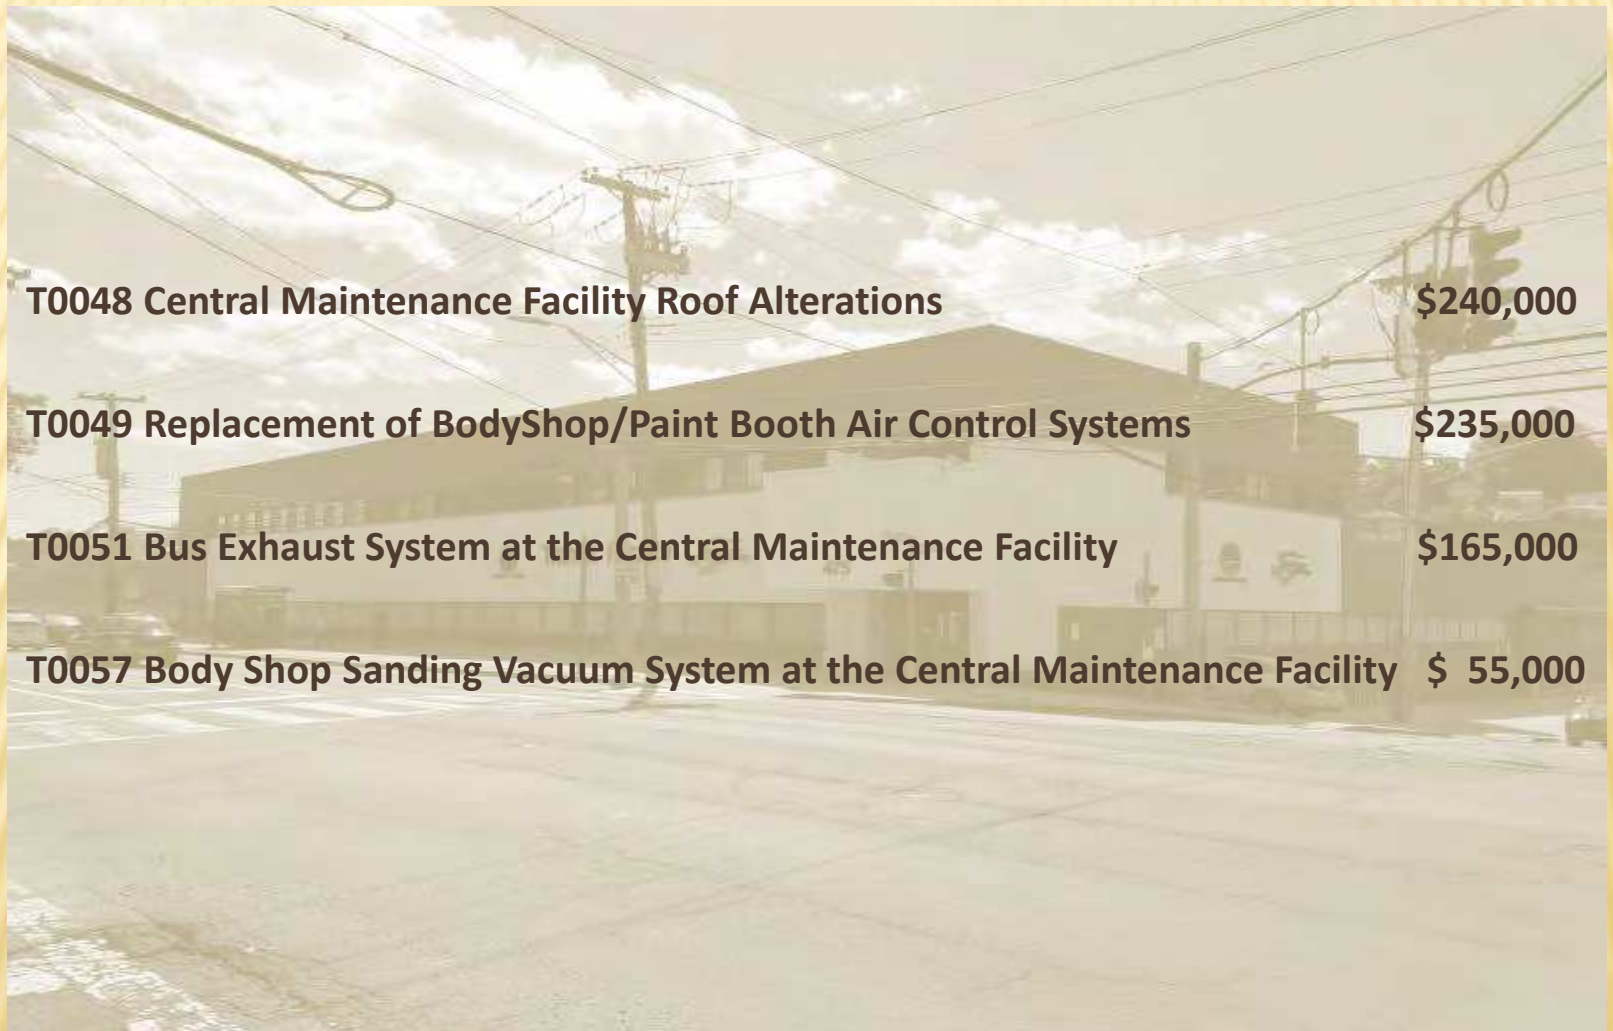 T0048 Central Maintenance Facility Roof Alterations $240,000
T0049 Replacement of BodyShop/Paint Booth Air Control Systems $235,000
T0051 Bus Exhaust System at the Central Maintenance Facility $165,000
T0057 Body Shop Sanding Vacuum System at the Central Maintenance Facility $ 55,000